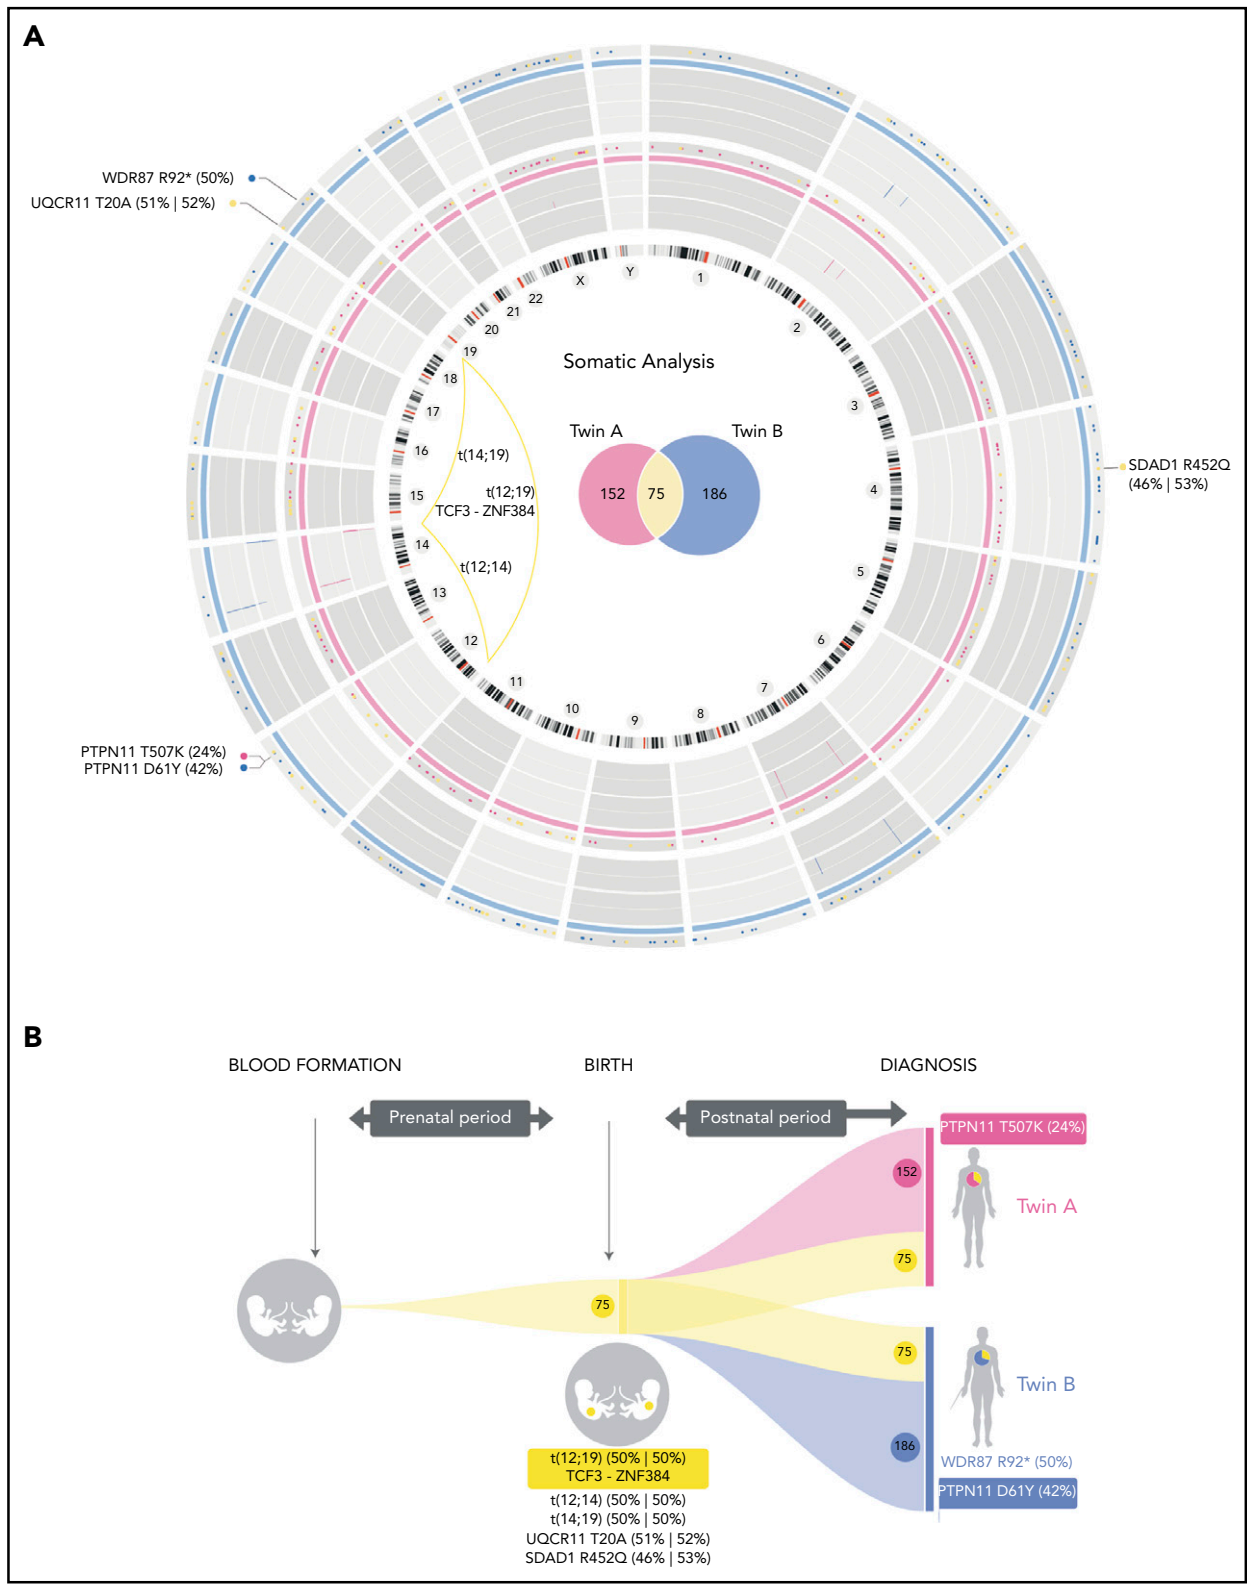 A
WDR87 R92* (50%)
UQCR11 T20A (51% | 52%)
X
Y
1
22
21
20
19
18
17
16
15
14
13
12
11
10
9
8
7
6
5
4
3
2
Somatic Analysis
Twin A
Twin B
152
75
186
t(14;19)
t(12;19)
TCF3 - ZNF384
t(12;14)
SDAD1 R452Q
(46% | 53%)
PTPN11 T507K (24%)
PTPN11 D61Y (42%)
B
BLOOD FORMATION
BIRTH
DIAGNOSIS
Prenatal period
Postnatal period
PTPN11 T507K (24%)
152
Twin A
75
75
75
Twin B
186
WDR87 R92* (50%)
PTPN11 D61Y (42%)
t(12;19) (50% | 50%)
TCF3 - ZNF384
t(12;14) (50% | 50%)
t(14;19) (50% | 50%)
UQCR11 T20A (51% | 52%)
SDAD1 R452Q (46% | 53%)